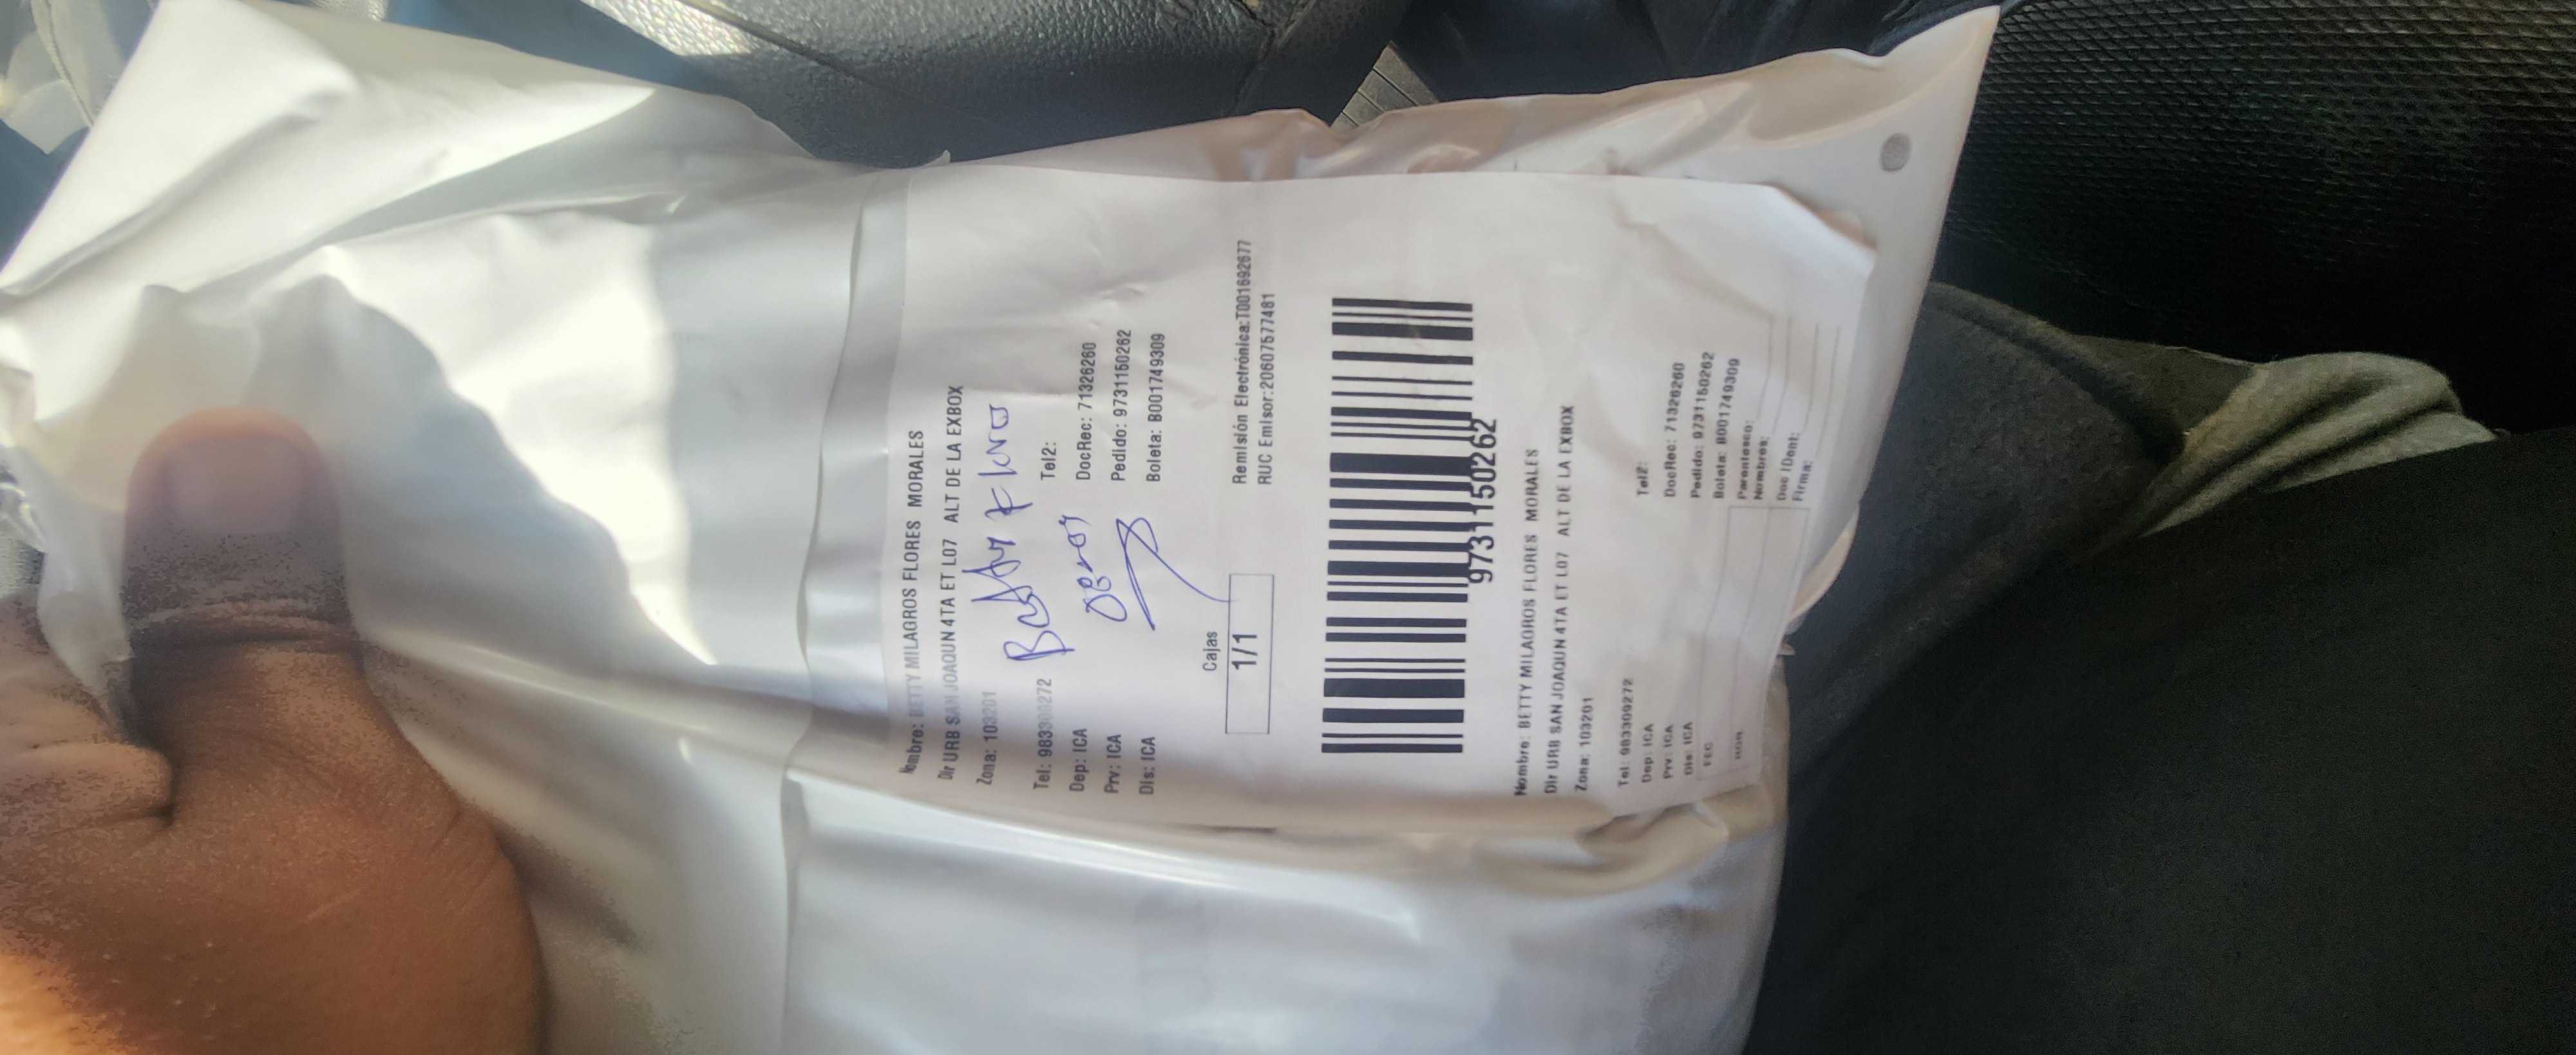 Nombre: BETTY MILAGROS FLORES MORALES
Dir URB SAN JOAQUN 4TA ET L07 ALT DE LA EXBOX
Zona: 103201
Tel: 983309272 Tel2:
Dep: ICA DocRec: 71326260
Prv: ICA Pedido: 9731150262
Dis: ICA Boleta: B001749309
Cajas
1/1
Remisión Electrónica:T001692677
RUC Emisor:20607577481
9731150262
Nombre: BETTY MILAGROS FLORES MORALES
Dir URB SAN JOAQUN 4TA ET L07 ALT DE LA EXBOX
Zona: 103201
Tel: 983309272 Tel2:
Dep: ICA DocRec: 71326260
Prv: ICA Pedido: 9731150262
Dis: ICA Boleta: B001749309
FEC Parentesco:
Nombres:
HOR Doc IDent:
Firma: